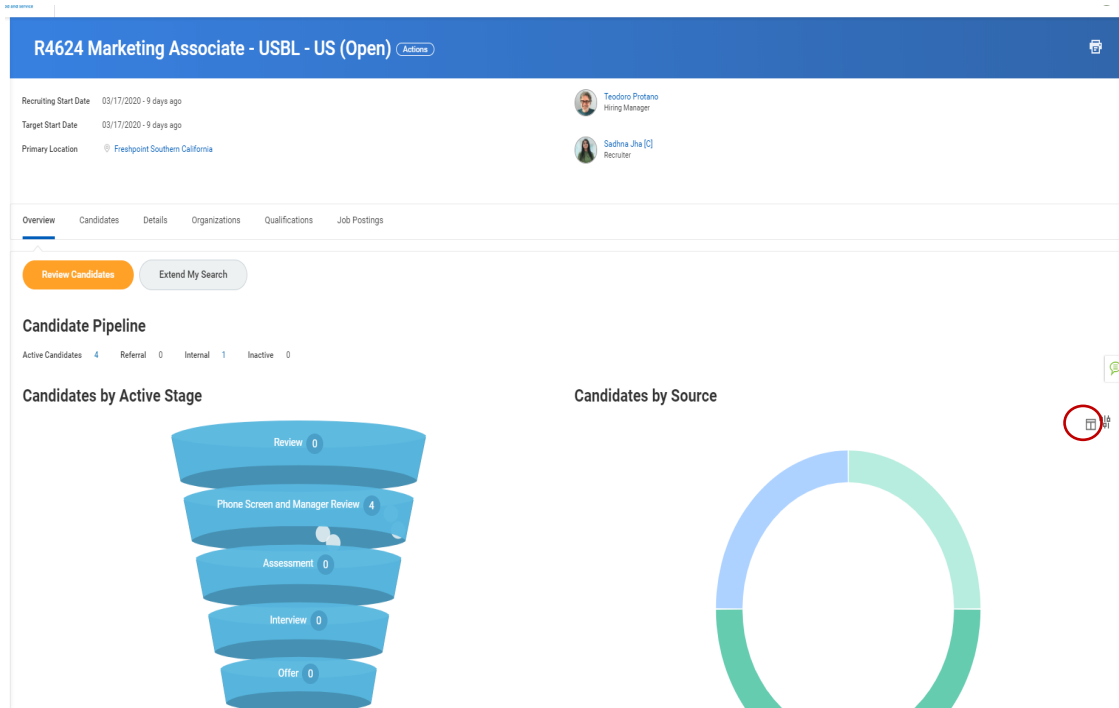 R4624 Marketing Associate - USBL - US (Open) Actions
Recruiting Start Date 03/17/2020 - 9 days ago
Target Start Date 03/17/2020 - 9 days ago
Primary Location Freshpoint Southern California
Teodoro Protano
Hiring Manager
Sadhna Jha [C]
Recruiter
Overview Candidates Details Organizations Qualifications Job Postings
Review Candidates Extend My Search
Candidate Pipeline
Active Candidates 4 Referral 0 Internal 1 Inactive 0
Candidates by Active Stage
Review 0
Phone Screen and Manager Review 4
Assessment 0
Interview 0
Offer 0
Candidates by Source